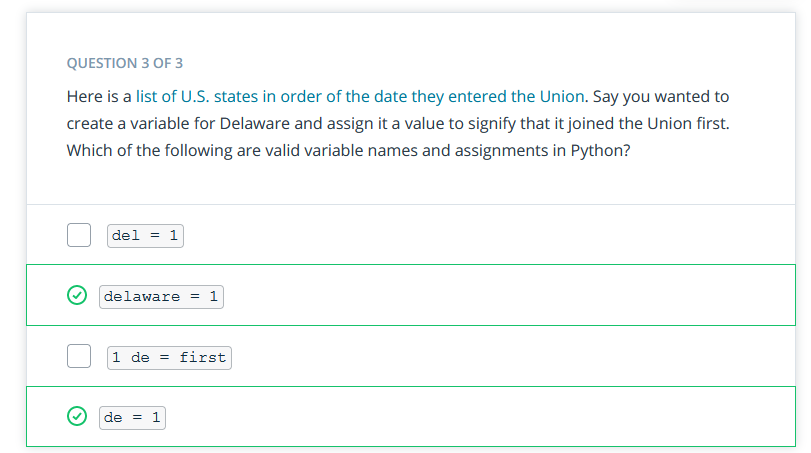 QUESTION 3 OF 3
Here is a list of U.S. states in order of the date they entered the Union. Say you wanted to
create a variable for Delaware and assign it a value to signify that it joined the Union first.
Which of the following are valid variable names and assignments in Python?
del = 1
delaware = 1
1 de = first
de = 1